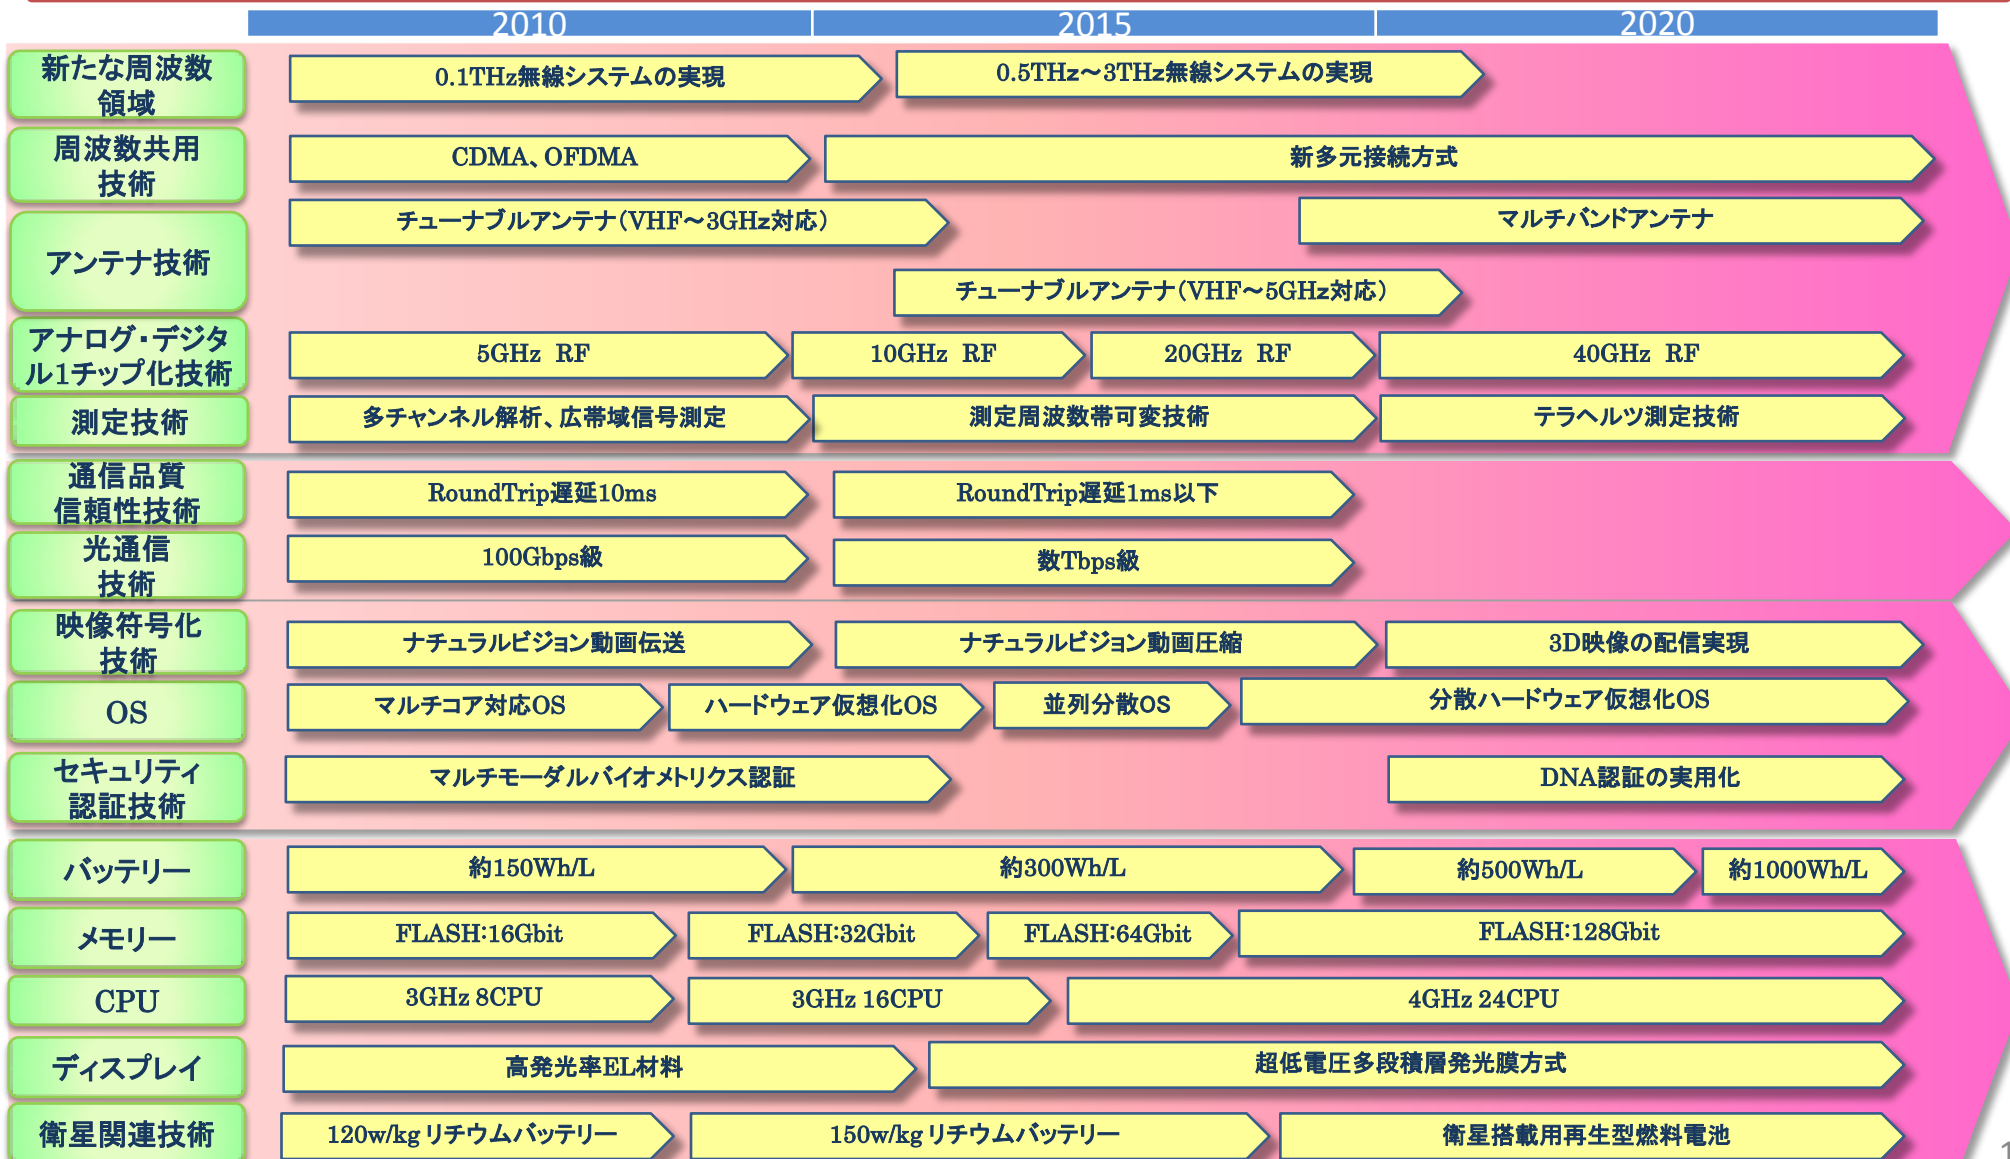 2010
2015
2020
新たな周波数
領域
0.1THz無線システムの実現
0.5THz～3THz無線システムの実現
周波数共用
技術
CDMA、OFDMA
新多元接続方式
アンテナ技術
チューナブルアンテナ（VHF～3GHz対応）
マルチバンドアンテナ
チューナブルアンテナ（VHF～5GHz対応）
アナログ・デジタ
ル1チップ化技術
5GHz RF
10GHz RF
20GHz RF
40GHz RF
測定技術
多チャンネル解析、広帯域信号測定
測定周波数帯可変技術
テラヘルツ測定技術
通信品質
信頼性技術
RoundTrip遅延10ms
RoundTrip遅延1ms以下
光通信
技術
100Gbps級
数Tbps級
映像符号化
技術
ナチュラルビジョン動画伝送
ナチュラルビジョン動画圧縮
3D映像の配信実現
OS
マルチコア対応OS
ハードウェア仮想化OS
並列分散OS
分散ハードウェア仮想化OS
セキュリティ
認証技術
マルチモーダルバイオメトリクス認証
DNA認証の実用化
バッテリー
約150Wh/L
約300Wh/L
約500Wh/L
約1000Wh/L
メモリー
FLASH:16Gbit
FLASH:32Gbit
FLASH:64Gbit
FLASH:128Gbit
CPU
3GHz 8CPU
3GHz 16CPU
4GHz 24CPU
ディスプレイ
高発光率EL材料
超低電圧多段積層発光膜方式
衛星関連技術
120w/kg リチウムバッテリー
150w/kg リチウムバッテリー
衛星搭載用再生型燃料電池